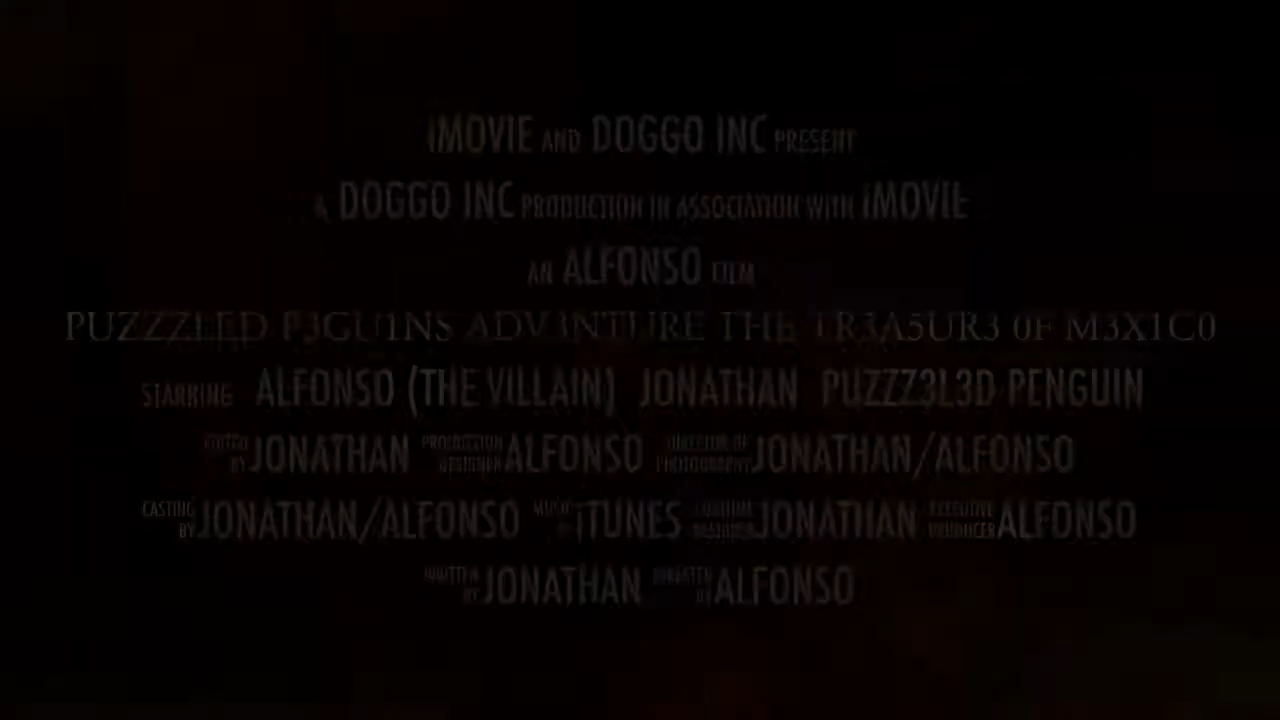 iMOVIE AND DOGGO INC PRESENT
A DOGGO INC PRODUCTION IN ASSOCIATION WITH iMOVIE
AN ALFONSO FILM
PUZZZLED P3GU1NS ADV3NTURE THE TR3A5UR3 0F M3X1C0
STARRING ALFONSO (THE VILLAIN) JONATHAN PUZZZ3L3D PENGUIN
EDITED BY JONATHAN PRODUCTION DESIGNER ALFONSO DIRECTOR OF PHOTOGRAPHY JONATHAN/ALFONSO
CASTING BY JONATHAN/ALFONSO MUSIC BY iTUNES COSTUME DESIGNER JONATHAN EXECUTIVE PRODUCER ALFONSO
WRITTEN BY JONATHAN DIRECTED BY ALFONSO